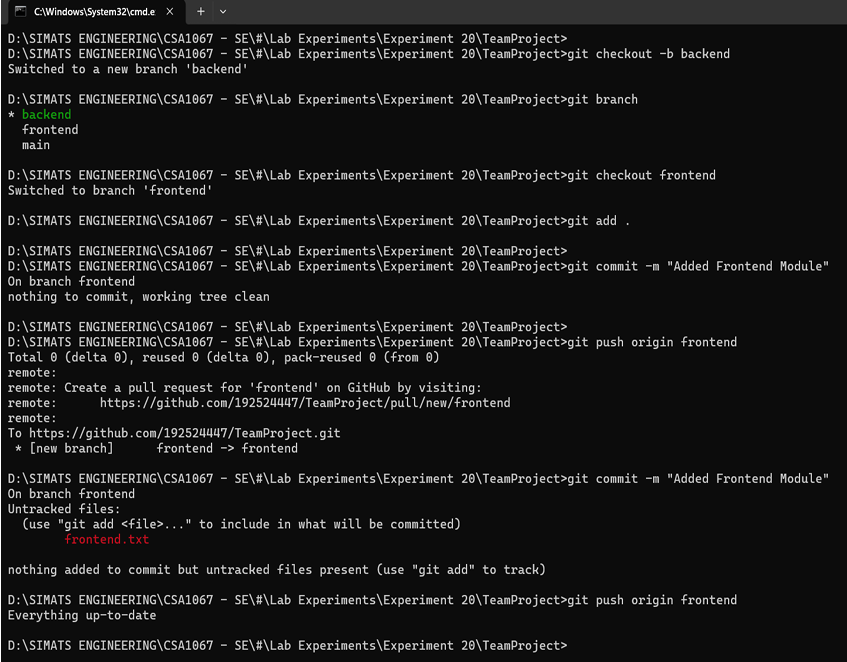 C:\Windows\System32\cmd.e
D:\SIMATS ENGINEERING\CSA1067 - SE\#\Lab Experiments\Experiment 20\TeamProject>
D:\SIMATS ENGINEERING\CSA1067 - SE\#\Lab Experiments\Experiment 20\TeamProject>git checkout -b backend
Switched to a new branch 'backend'
D:\SIMATS ENGINEERING\CSA1067 - SE\#\Lab Experiments\Experiment 20\TeamProject>git branch
* backend
frontend
main
D:\SIMATS ENGINEERING\CSA1067 - SE\#\Lab Experiments\Experiment 20\TeamProject>git checkout frontend
Switched to branch 'frontend'
D:\SIMATS ENGINEERING\CSA1067 - SE\#\Lab Experiments\Experiment 20\TeamProject>git add .
D:\SIMATS ENGINEERING\CSA1067 - SE\#\Lab Experiments\Experiment 20\TeamProject>
D:\SIMATS ENGINEERING\CSA1067 - SE\#\Lab Experiments\Experiment 20\TeamProject>git commit -m "Added Frontend Module"
On branch frontend
nothing to commit, working tree clean
D:\SIMATS ENGINEERING\CSA1067 - SE\#\Lab Experiments\Experiment 20\TeamProject>
D:\SIMATS ENGINEERING\CSA1067 - SE\#\Lab Experiments\Experiment 20\TeamProject>git push origin frontend
Total 0 (delta 0), reused 0 (delta 0), pack-reused 0 (from 0)
remote:
remote: Create a pull request for 'frontend' on GitHub by visiting:
remote:      https://github.com/192524447/TeamProject/pull/new/frontend
remote:
To https://github.com/192524447/TeamProject.git
* [new branch]      frontend -> frontend
D:\SIMATS ENGINEERING\CSA1067 - SE\#\Lab Experiments\Experiment 20\TeamProject>git commit -m "Added Frontend Module"
On branch frontend
Untracked files:
(use "git add <file>..." to include in what will be committed)
frontend.txt
nothing added to commit but untracked files present (use "git add" to track)
D:\SIMATS ENGINEERING\CSA1067 - SE\#\Lab Experiments\Experiment 20\TeamProject>git push origin frontend
Everything up-to-date
D:\SIMATS ENGINEERING\CSA1067 - SE\#\Lab Experiments\Experiment 20\TeamProject>